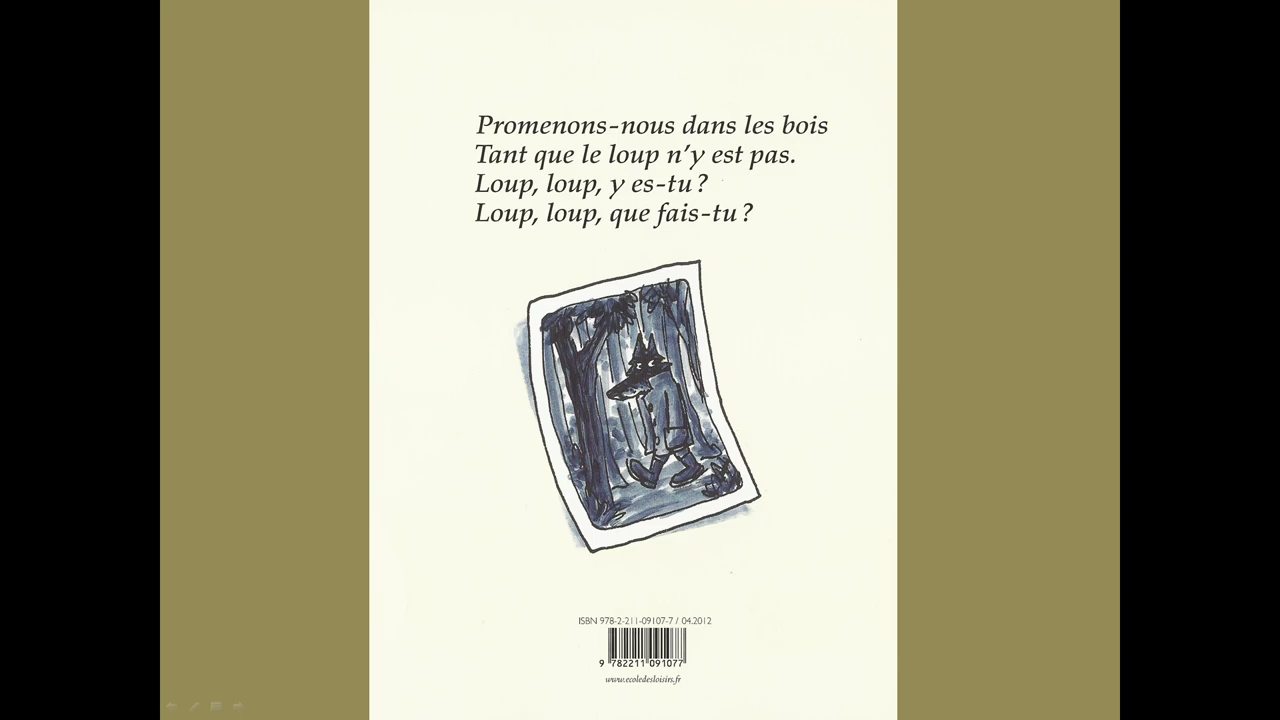 Promenons-nous dans les bois
Tant que le loup n'y est pas.
Loup, loup, y es-tu ?
Loup, loup, que fais-tu ?
ISBN 978-2-211-09107-7 / 04.2012
9 782211 091077
www.ecoledesloisirs.fr